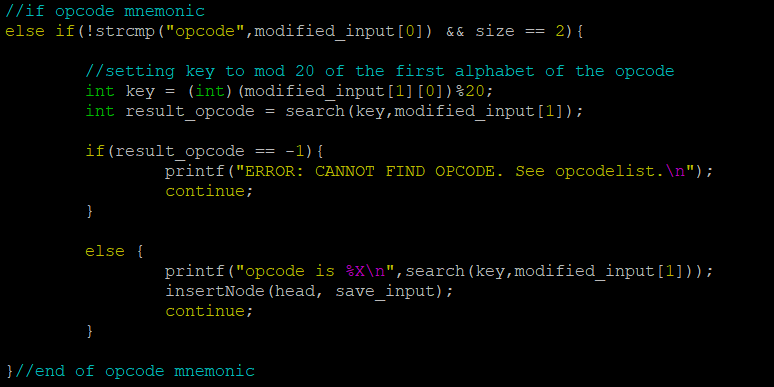 //if opcode mnemonic
else if(!strcmp("opcode",modified_input[0]) && size == 2){
//setting key to mod 20 of the first alphabet of the opcode
int key = (int)(modified_input[1][0])%20;
int result_opcode = search(key,modified_input[1]);
if(result_opcode == -1){
printf("ERROR: CANNOT FIND OPCODE. See opcodelist.\n");
continue;
}
else {
printf("opcode is %X\n",search(key,modified_input[1]));
insertNode(head, save_input);
continue;
}
}//end of opcode mnemonic